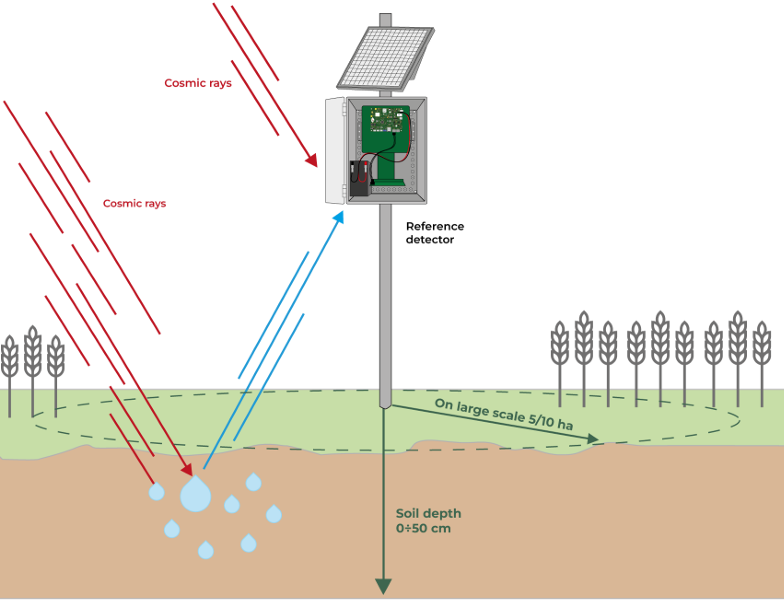 Cosmic rays
Cosmic rays
Reference
detector
On large scale 5/10 ha
Soil depth
0÷50 cm